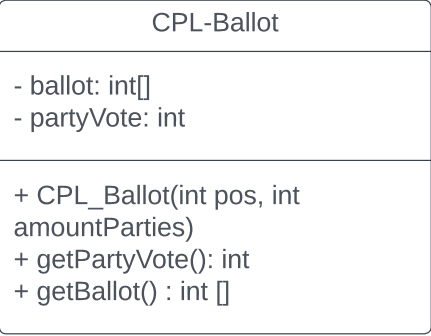 CPL-Ballot
- ballot: int[]
- partyVote: int
+ CPL_Ballot(int pos, int
amountParties)
+ getPartyVote(): int
+ getBallot() : int []